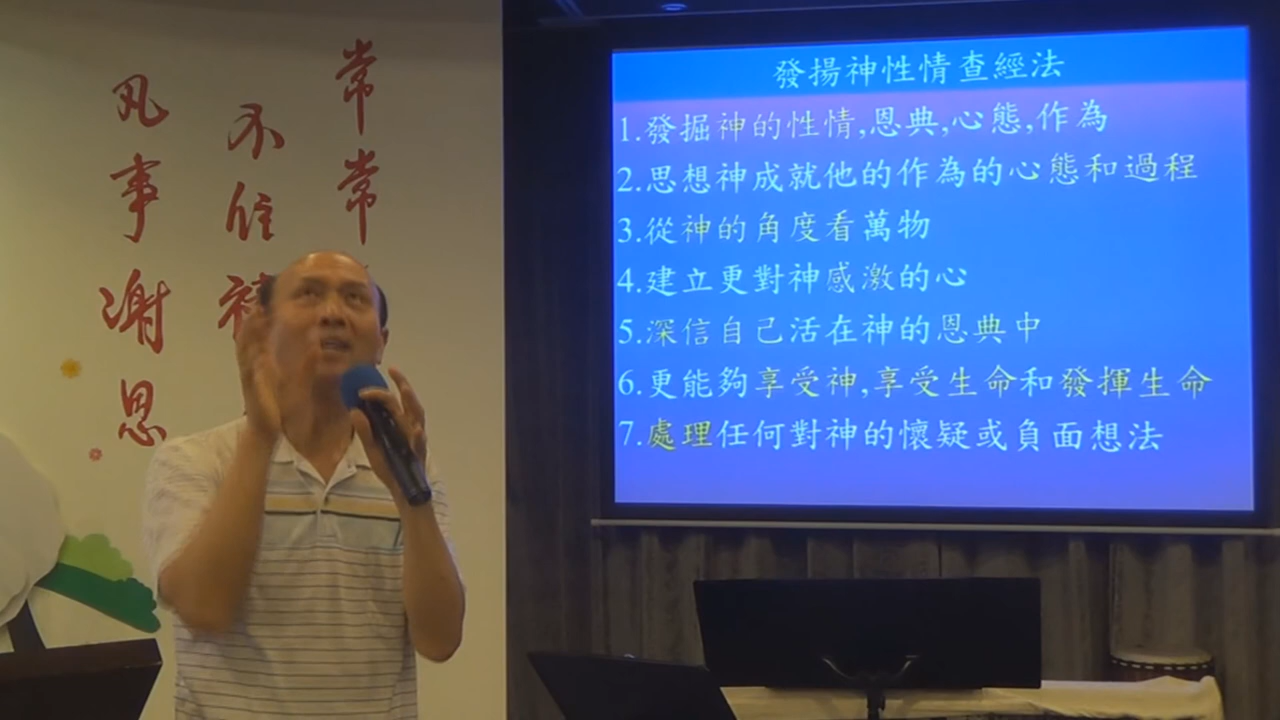 常常
不住禱
凡事謝恩
發揚神性情查經法
1.發掘神的性情,恩典,心態,作為
2.思想神成就他的作為的心態和過程
3.從神的角度看萬物
4.建立更對神感激的心
5.深信自己活在神的恩典中
6.更能夠享受神,享受生命和發揮生命
7.處理任何對神的懷疑或負面想法